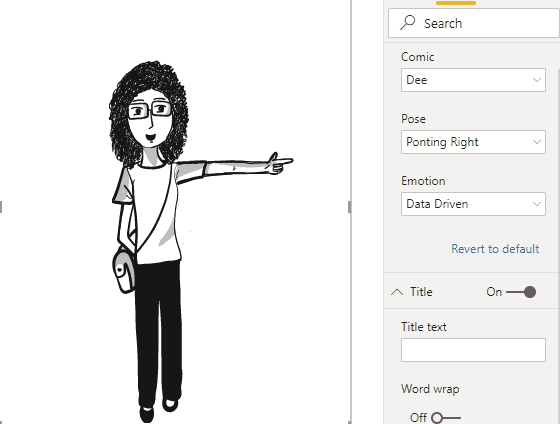 Search
Comic
Dee
Pose
Ponting Right
Emotion
Data Driven
Revert to default
Title
On
Title text
Word wrap
Off